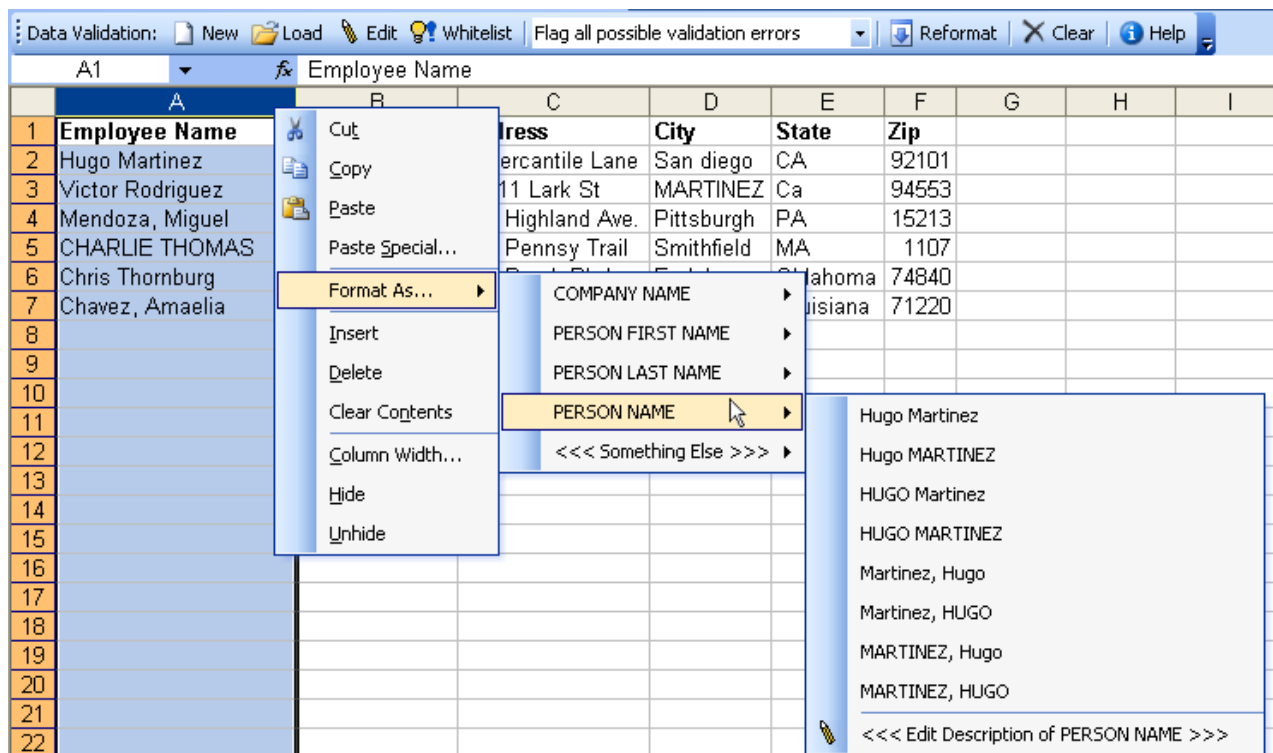 Data Validation: New Load Edit Whitelist Flag all possible validation errors Reformat Clear Help
A1 fx Employee Name
A B C D E F G H I
1 Employee Name lress City State Zip
2 Hugo Martinez ercantile Lane San diego CA 92101
3 Victor Rodriguez 11 Lark St MARTINEZ Ca 94553
4 Mendoza, Miguel Highland Ave. Pittsburgh PA 15213
5 CHARLIE THOMAS Pennsy Trail Smithfield MA 1107
6 Chris Thornburg lahoma 74840
7 Chavez, Amaelia uisiana 71220
8
9
10
11
12
13
14
15
16
17
18
19
20
21
22
Cut
Copy
Paste
Paste Special...
Format As...
Insert
Delete
Clear Contents
Column Width...
Hide
Unhide
COMPANY NAME
PERSON FIRST NAME
PERSON LAST NAME
PERSON NAME
<<< Something Else >>>
Hugo Martinez
Hugo MARTINEZ
HUGO Martinez
HUGO MARTINEZ
Martinez, Hugo
Martinez, HUGO
MARTINEZ, Hugo
MARTINEZ, HUGO
<<< Edit Description of PERSON NAME >>>